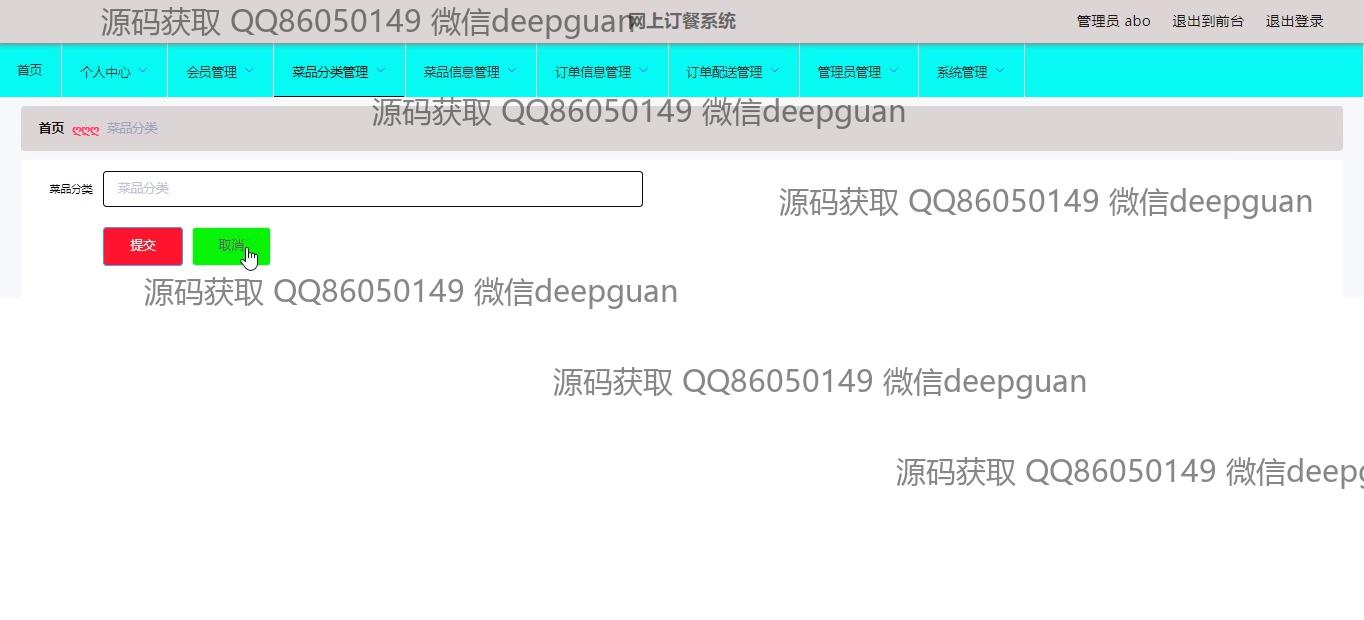 源码获取 QQ86050149 微信deepguan
网上订餐系统
管理员 abo
退出到前台
退出登录
首页
个人中心
会员管理
菜品分类管理
菜品信息管理
订单信息管理
订单配送管理
管理员管理
系统管理
源码获取 QQ86050149 微信deepguan
首页 ღღღ 菜品分类
菜品分类
菜品分类
源码获取 QQ86050149 微信deepguan
提交
取消
源码获取 QQ86050149 微信deepguan
源码获取 QQ86050149 微信deepguan
源码获取 QQ86050149 微信deepg